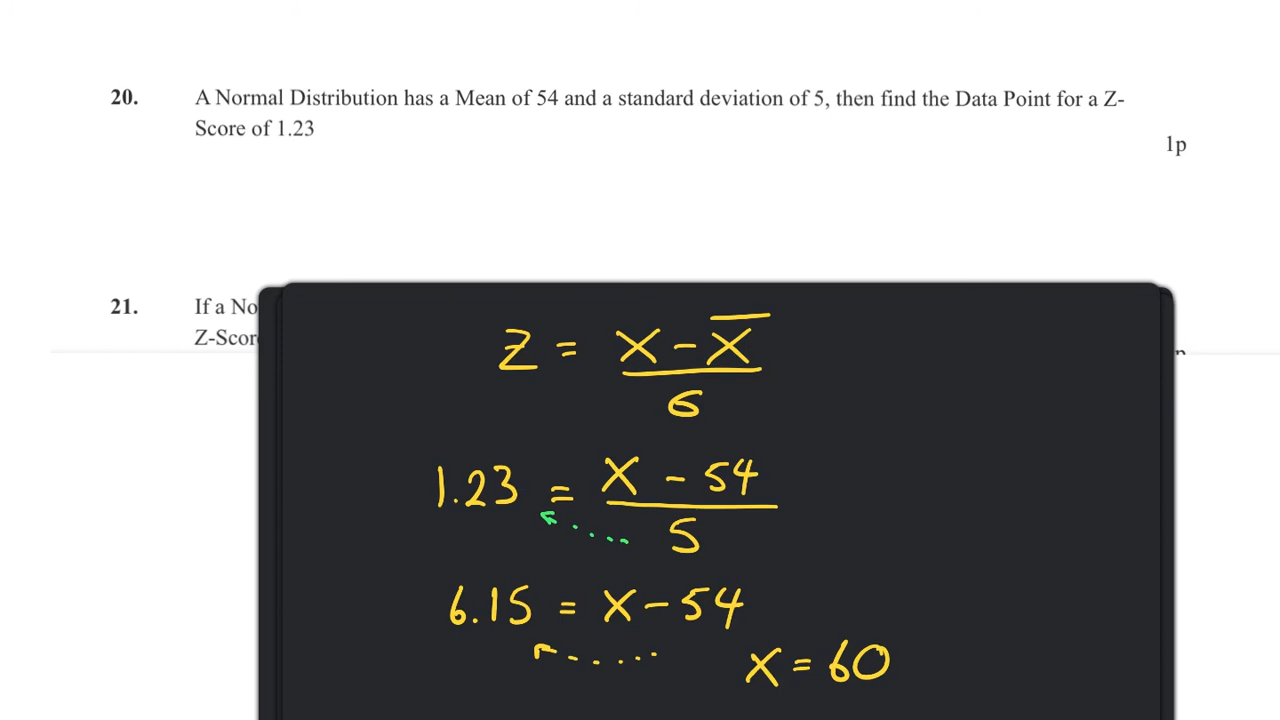 20. A Normal Distribution has a Mean of 54 and a standard deviation of 5, then find the Data Point for a Z-
Score of 1.23
1p
21. If a No
Z-Scor
Z = X - X̅
6
1.23 = X - 54
5
6.15 = X - 54
X = 60